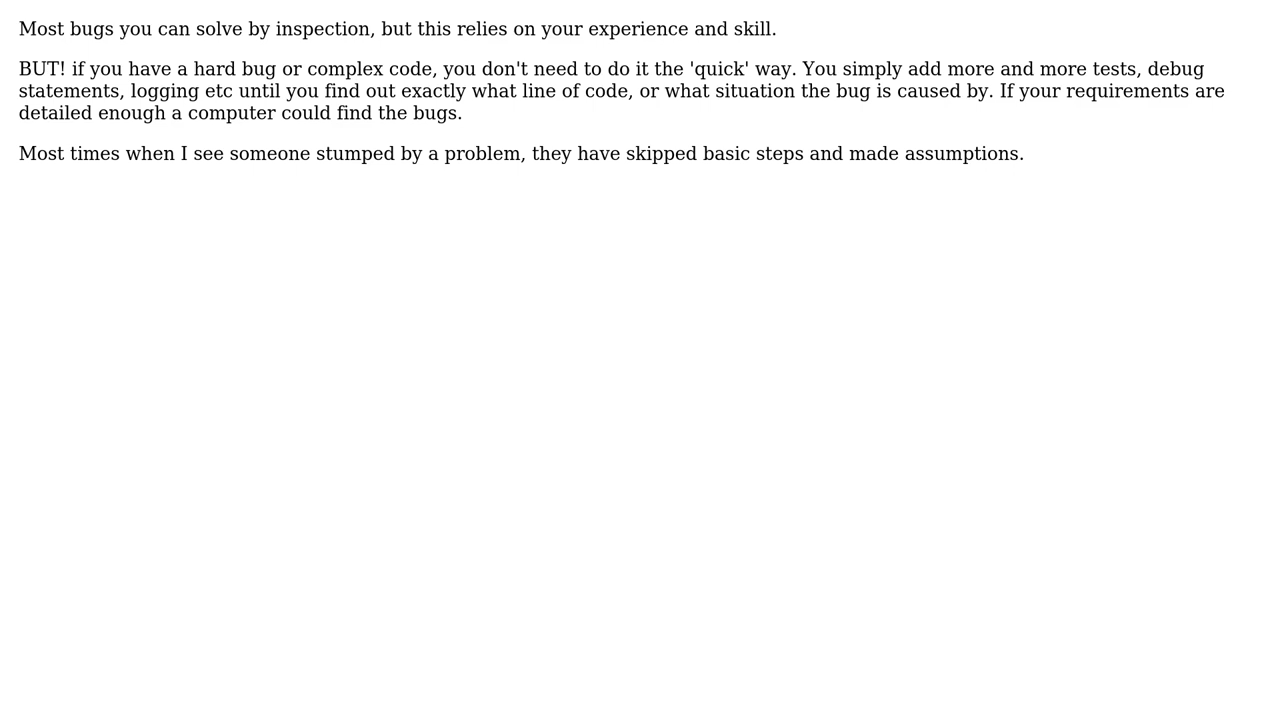 Most bugs you can solve by inspection, but this relies on your experience and skill.
BUT! if you have a hard bug or complex code, you don't need to do it the 'quick' way. You simply add more and more tests, debug
statements, logging etc until you find out exactly what line of code, or what situation the bug is caused by. If your requirements are
detailed enough a computer could find the bugs.
Most times when I see someone stumped by a problem, they have skipped basic steps and made assumptions.